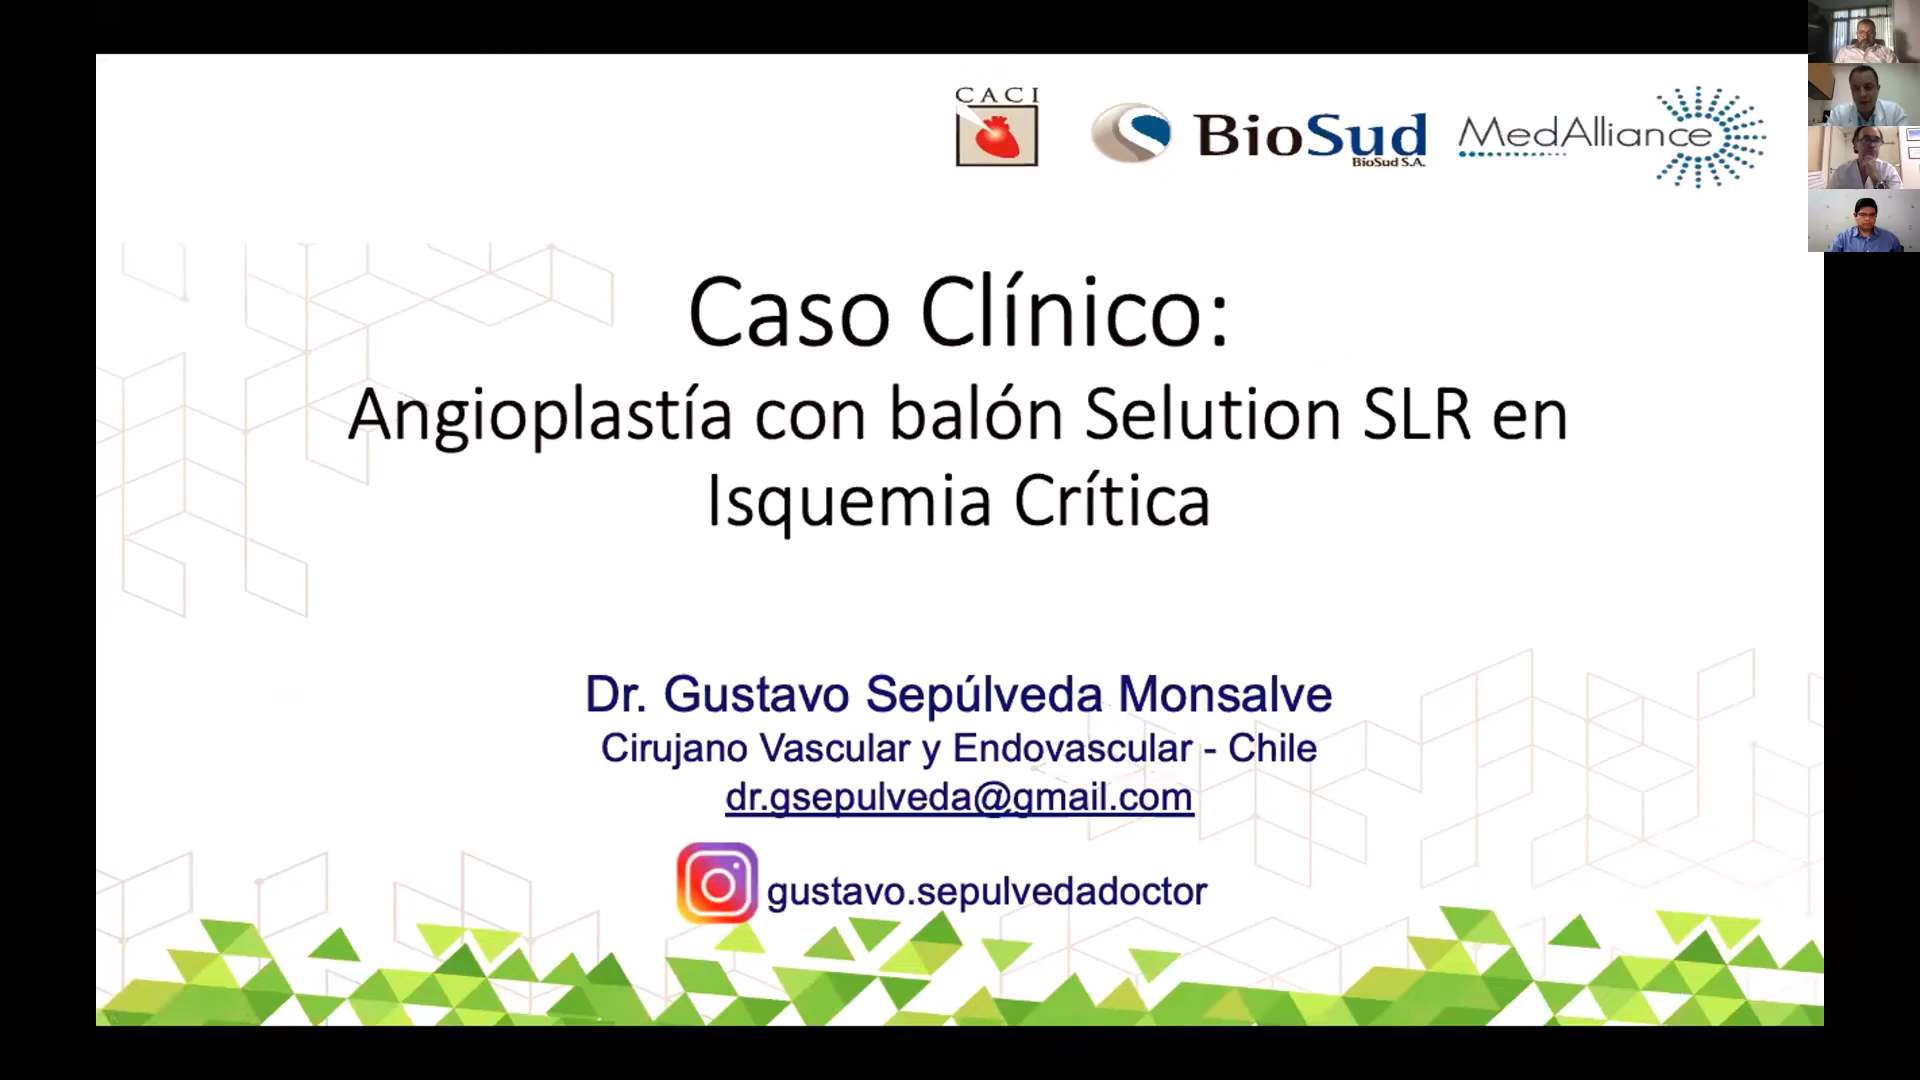 CACI
BioSud
BioSud S.A.
MedAlliance
Caso Clínico:
Angioplastía con balón Selution SLR en
Isquemia Crítica
Dr. Gustavo Sepúlveda Monsalve
Cirujano Vascular y Endovascular - Chile
dr.gsepulveda@gmail.com
gustavo.sepulvedadoctor